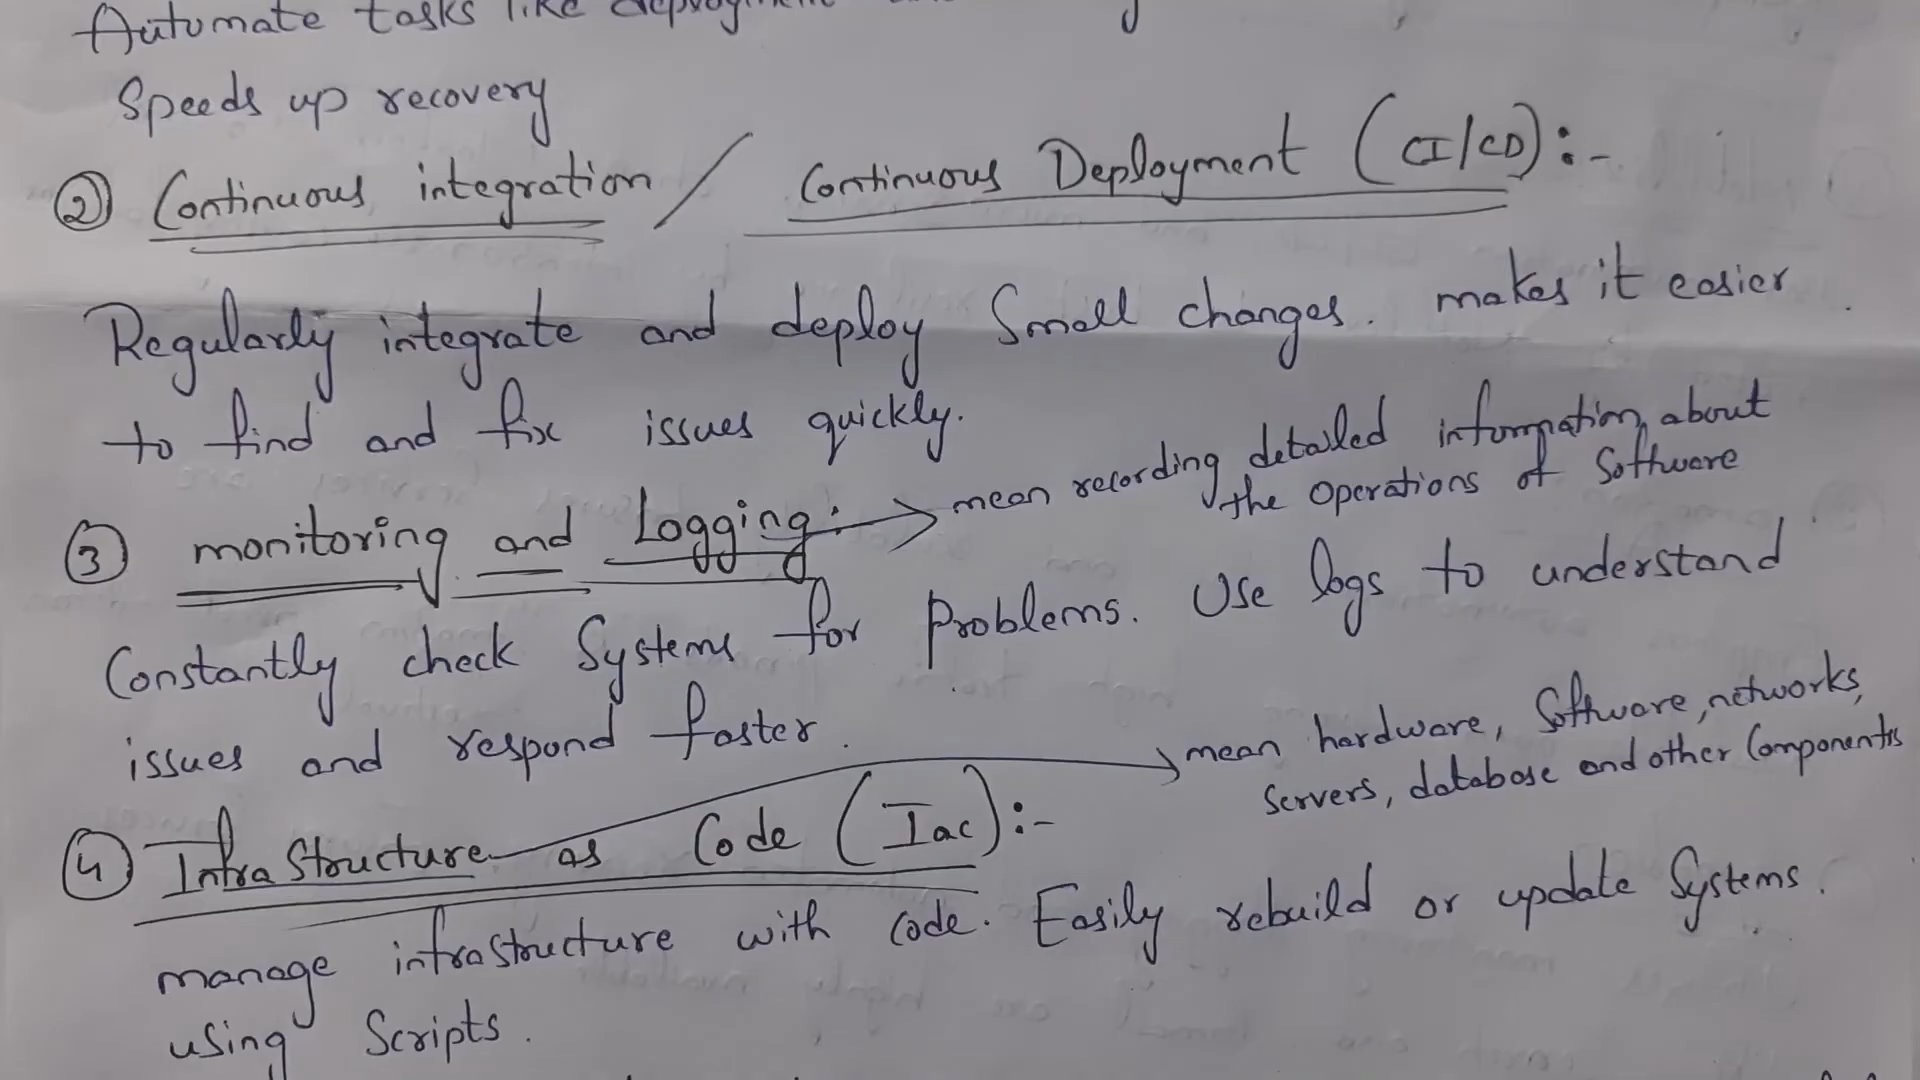 Automate tasks like deployment
Speeds up recovery
② Continuous integration / Continuous Deployment (CI/CD):-
Regularly integrate and deploy Small changes. makes it easier
to find and fix issues quickly.
③ monitoring and Logging: → mean recording detailed information about
the Operations of Software
Constantly check Systems for Problems. Use logs to understand
issues and respond faster.
④ InfraStructure as Code (Iac):- → mean hardware, Software, networks,
Servers, database and other Components
manage infraStructure with code. Easily rebuild or update Systems.
using Scripts.